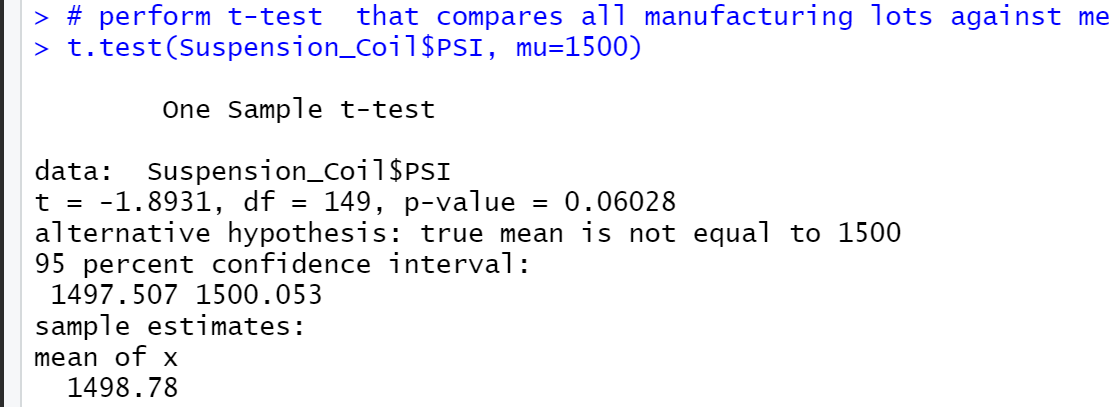 > # perform t-test  that compares all manufacturing lots against me
> t.test(Suspension_Coil$PSI, mu=1500)
One Sample t-test
data:  Suspension_Coil$PSI
t = -1.8931, df = 149, p-value = 0.06028
alternative hypothesis: true mean is not equal to 1500
95 percent confidence interval:
1497.507 1500.053
sample estimates:
mean of x
1498.78